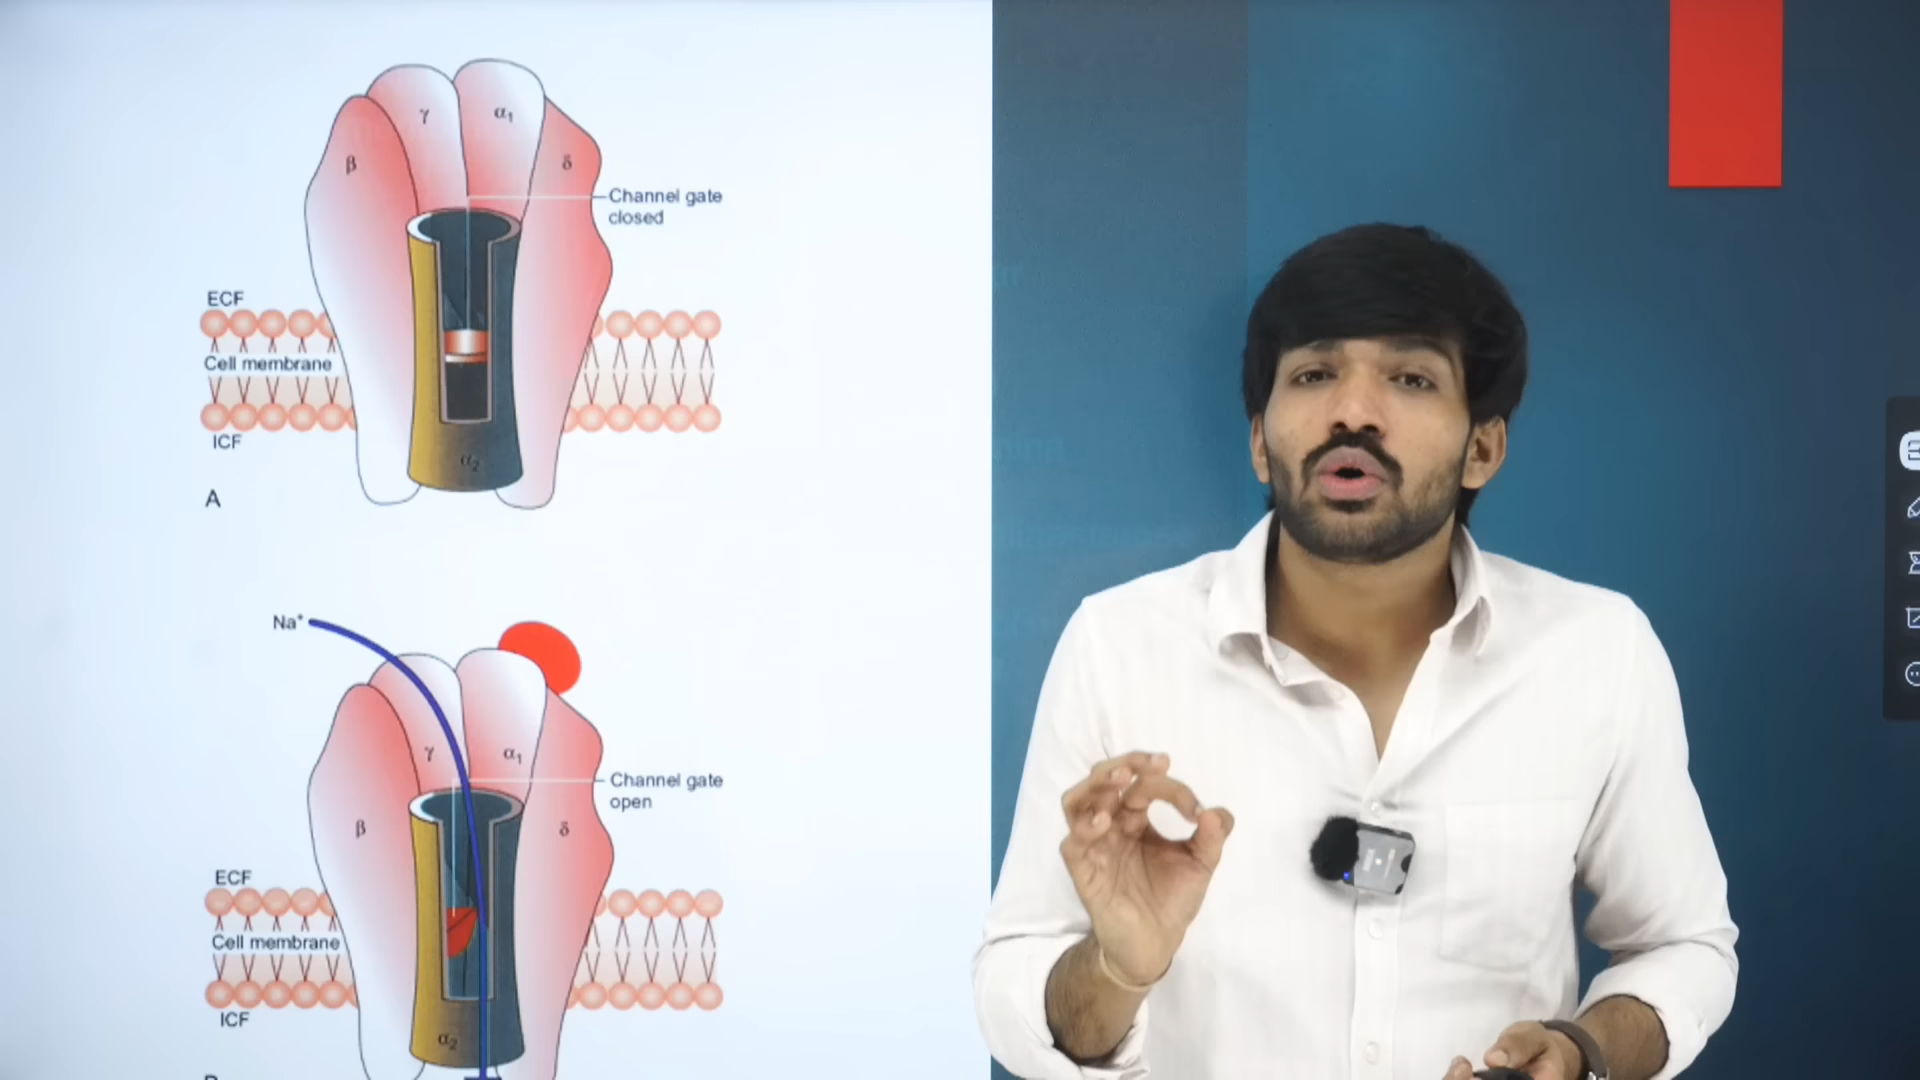 γ
α1
β
δ
Channel gate
closed
ECF
Cell membrane
ICF
α2
A
Na+
γ
α1
Channel gate
open
β
δ
ECF
Cell membrane
ICF
α2